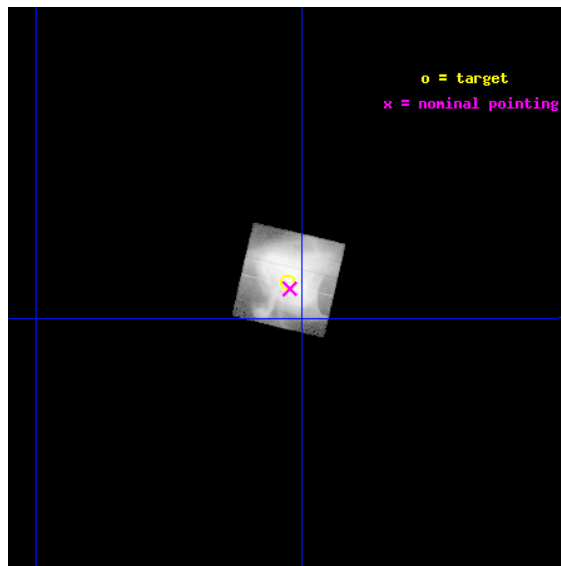 o = target
x = nominal pointing